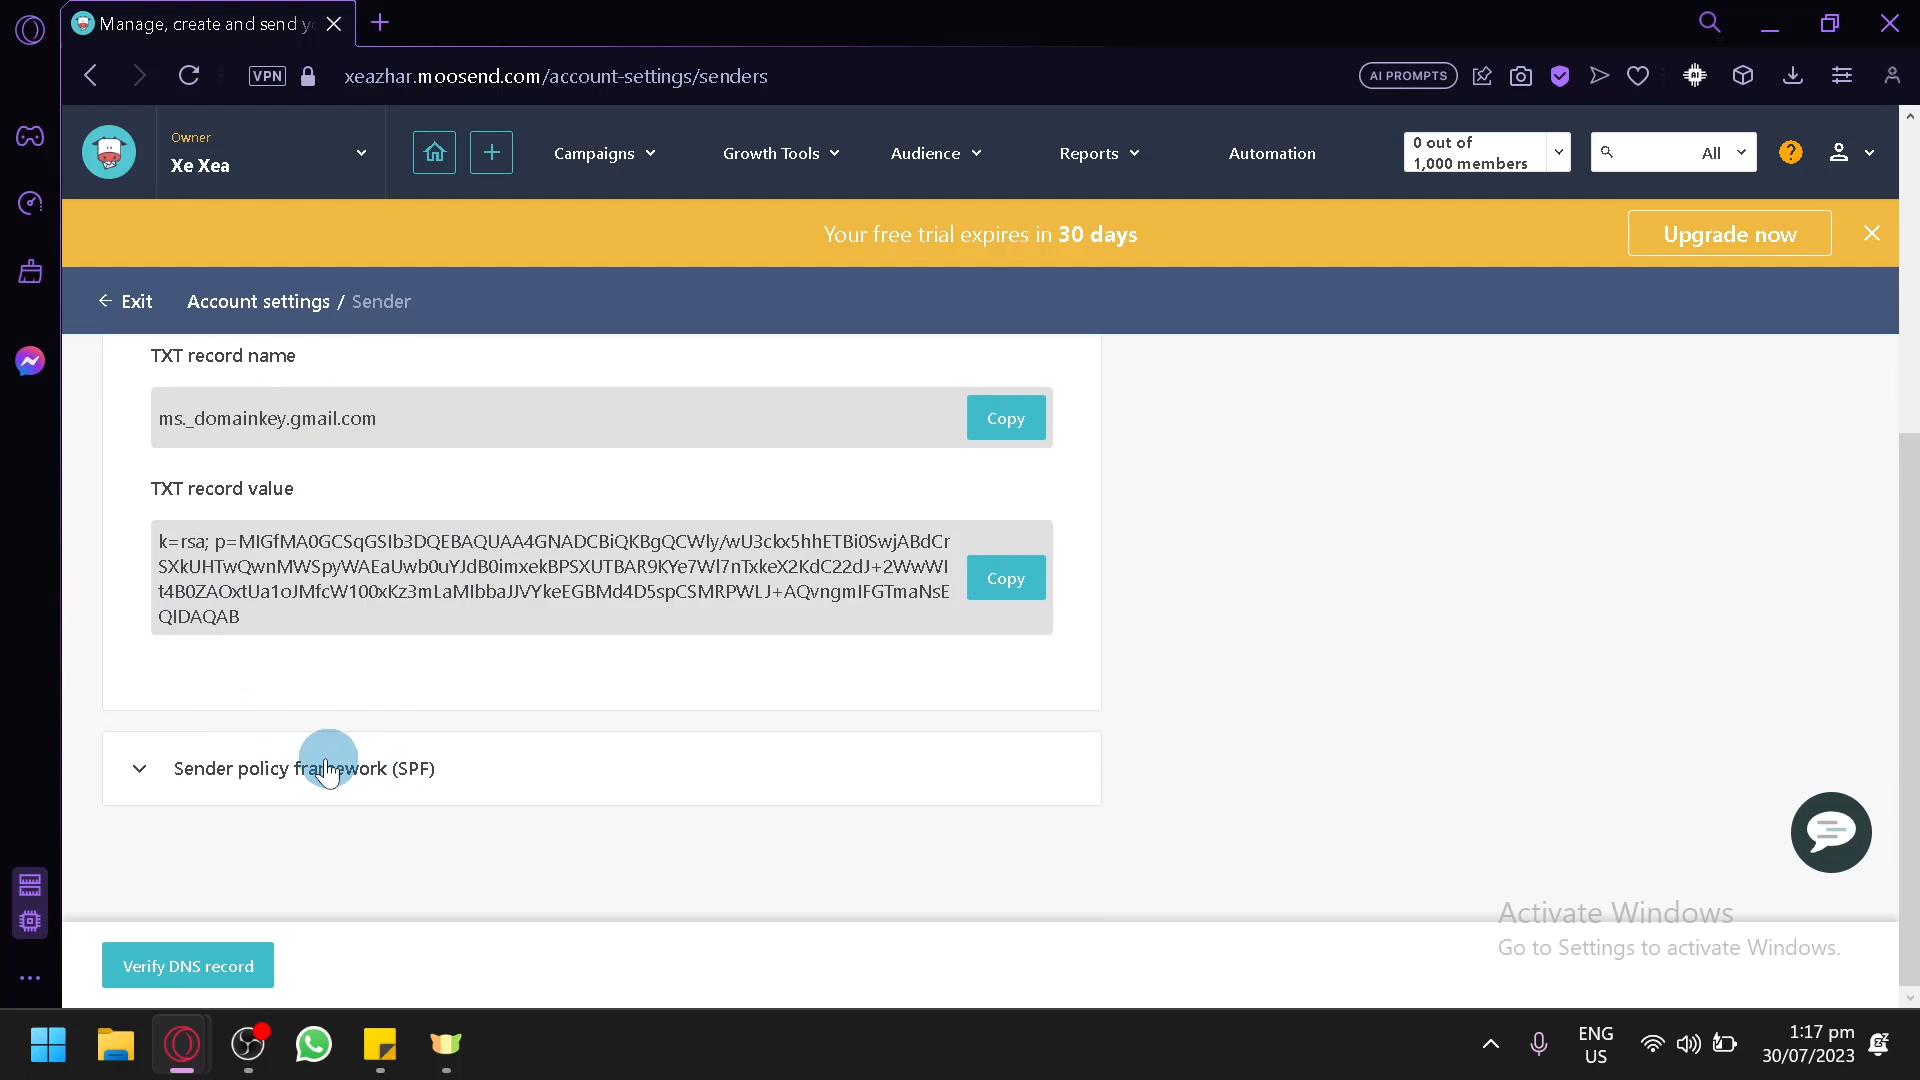 Manage, create and send y
VPN
xeazhar.moosend.com/account-settings/senders
AI PROMPTS
Owner
Xe Xea
Campaigns
Growth Tools
Audience
Reports
Automation
0 out of
1,000 members
All
?
Your free trial expires in 30 days
Upgrade now
Exit
Account settings / Sender
TXT record name
ms._domainkey.gmail.com
Copy
TXT record value
k=rsa; p=MIGfMA0GCSqGSIb3DQEBAQUAA4GNADCBiQKBgQCWly/wU3ckx5hhETBi0SwjABdCr
SXkUHTwQwnMWSpyWAEaUwb0uYJdB0imxekBPSXUTBAR9KYe7Wl7nTxkeX2KdC22dJ+2WwWI
t4B0ZAOxtUa1oJMfcW100xKz3mLaMIbbaJJVYkeEGBMd4D5spCSMRPWLJ+AQvngmIFGTmaNsE
QIDAQAB
Copy
Sender policy framework (SPF)
Activate Windows
Go to Settings to activate Windows.
Verify DNS record
ENG
US
1:17 pm
30/07/2023